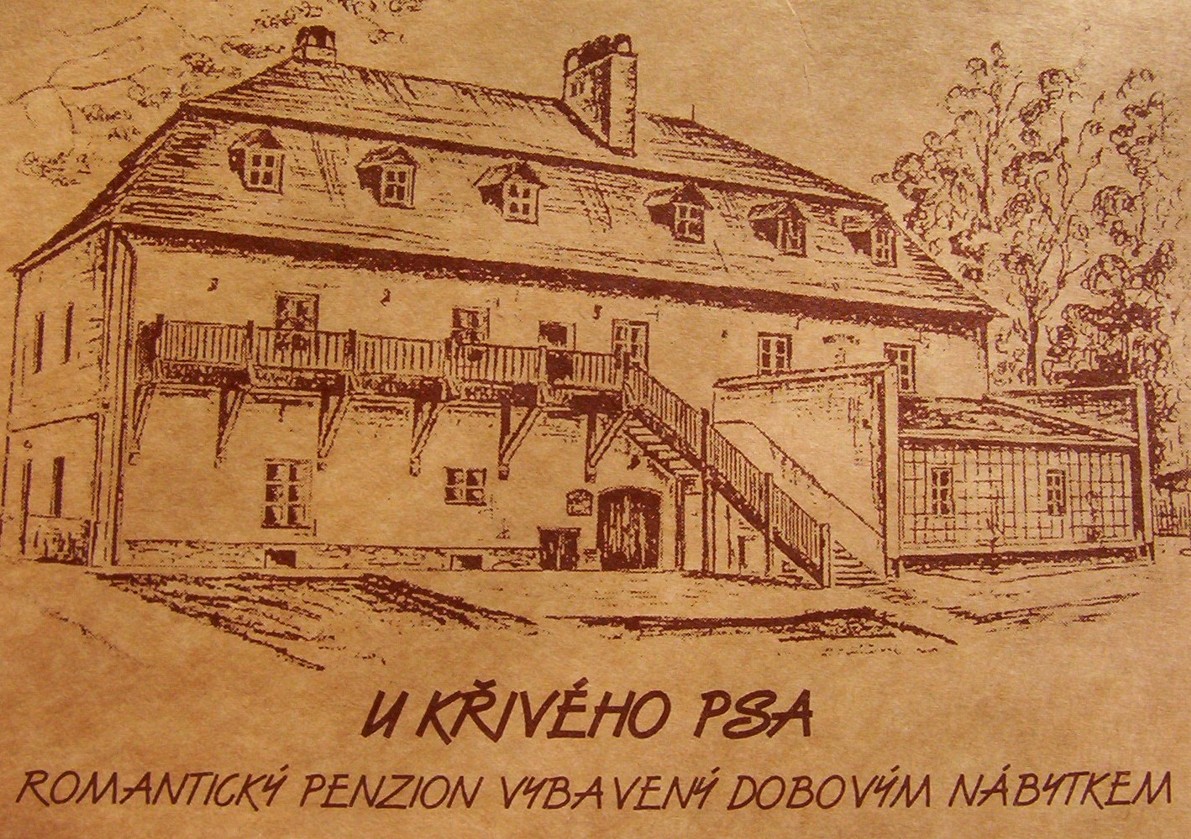 U KŘIVÉHO PSA
ROMANTICKÝ PENZION VYBAVENÝ DOBOVÝM NÁBYTKEM